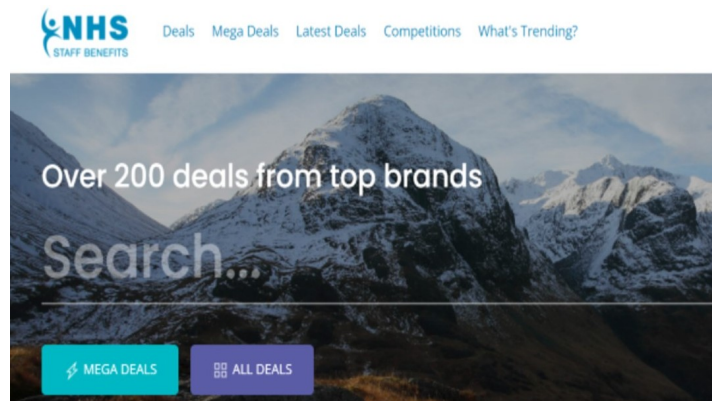 NHS
STAFF BENEFITS
Deals Mega Deals Latest Deals Competitions What's Trending?
Over 200 deals from top brands
Search...
MEGA DEALS ALL DEALS